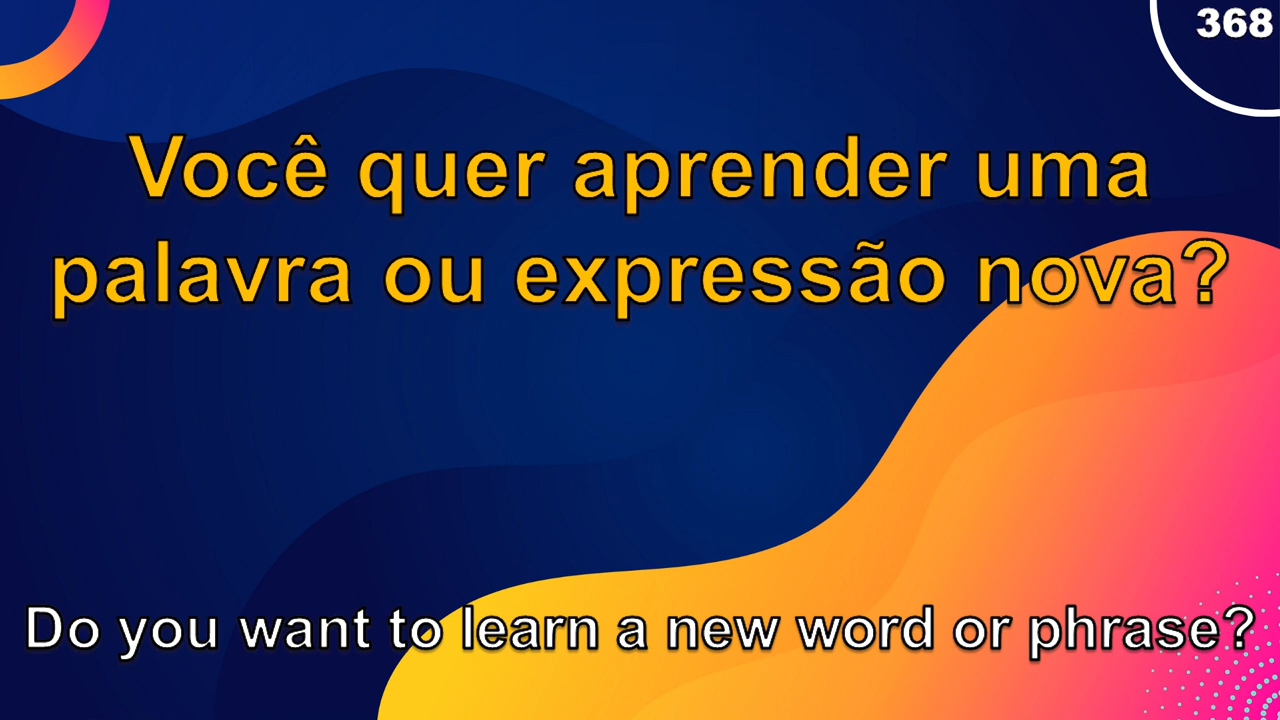 368
Você quer aprender uma
palavra ou expressão nova?
Do you want to learn a new word or phrase?